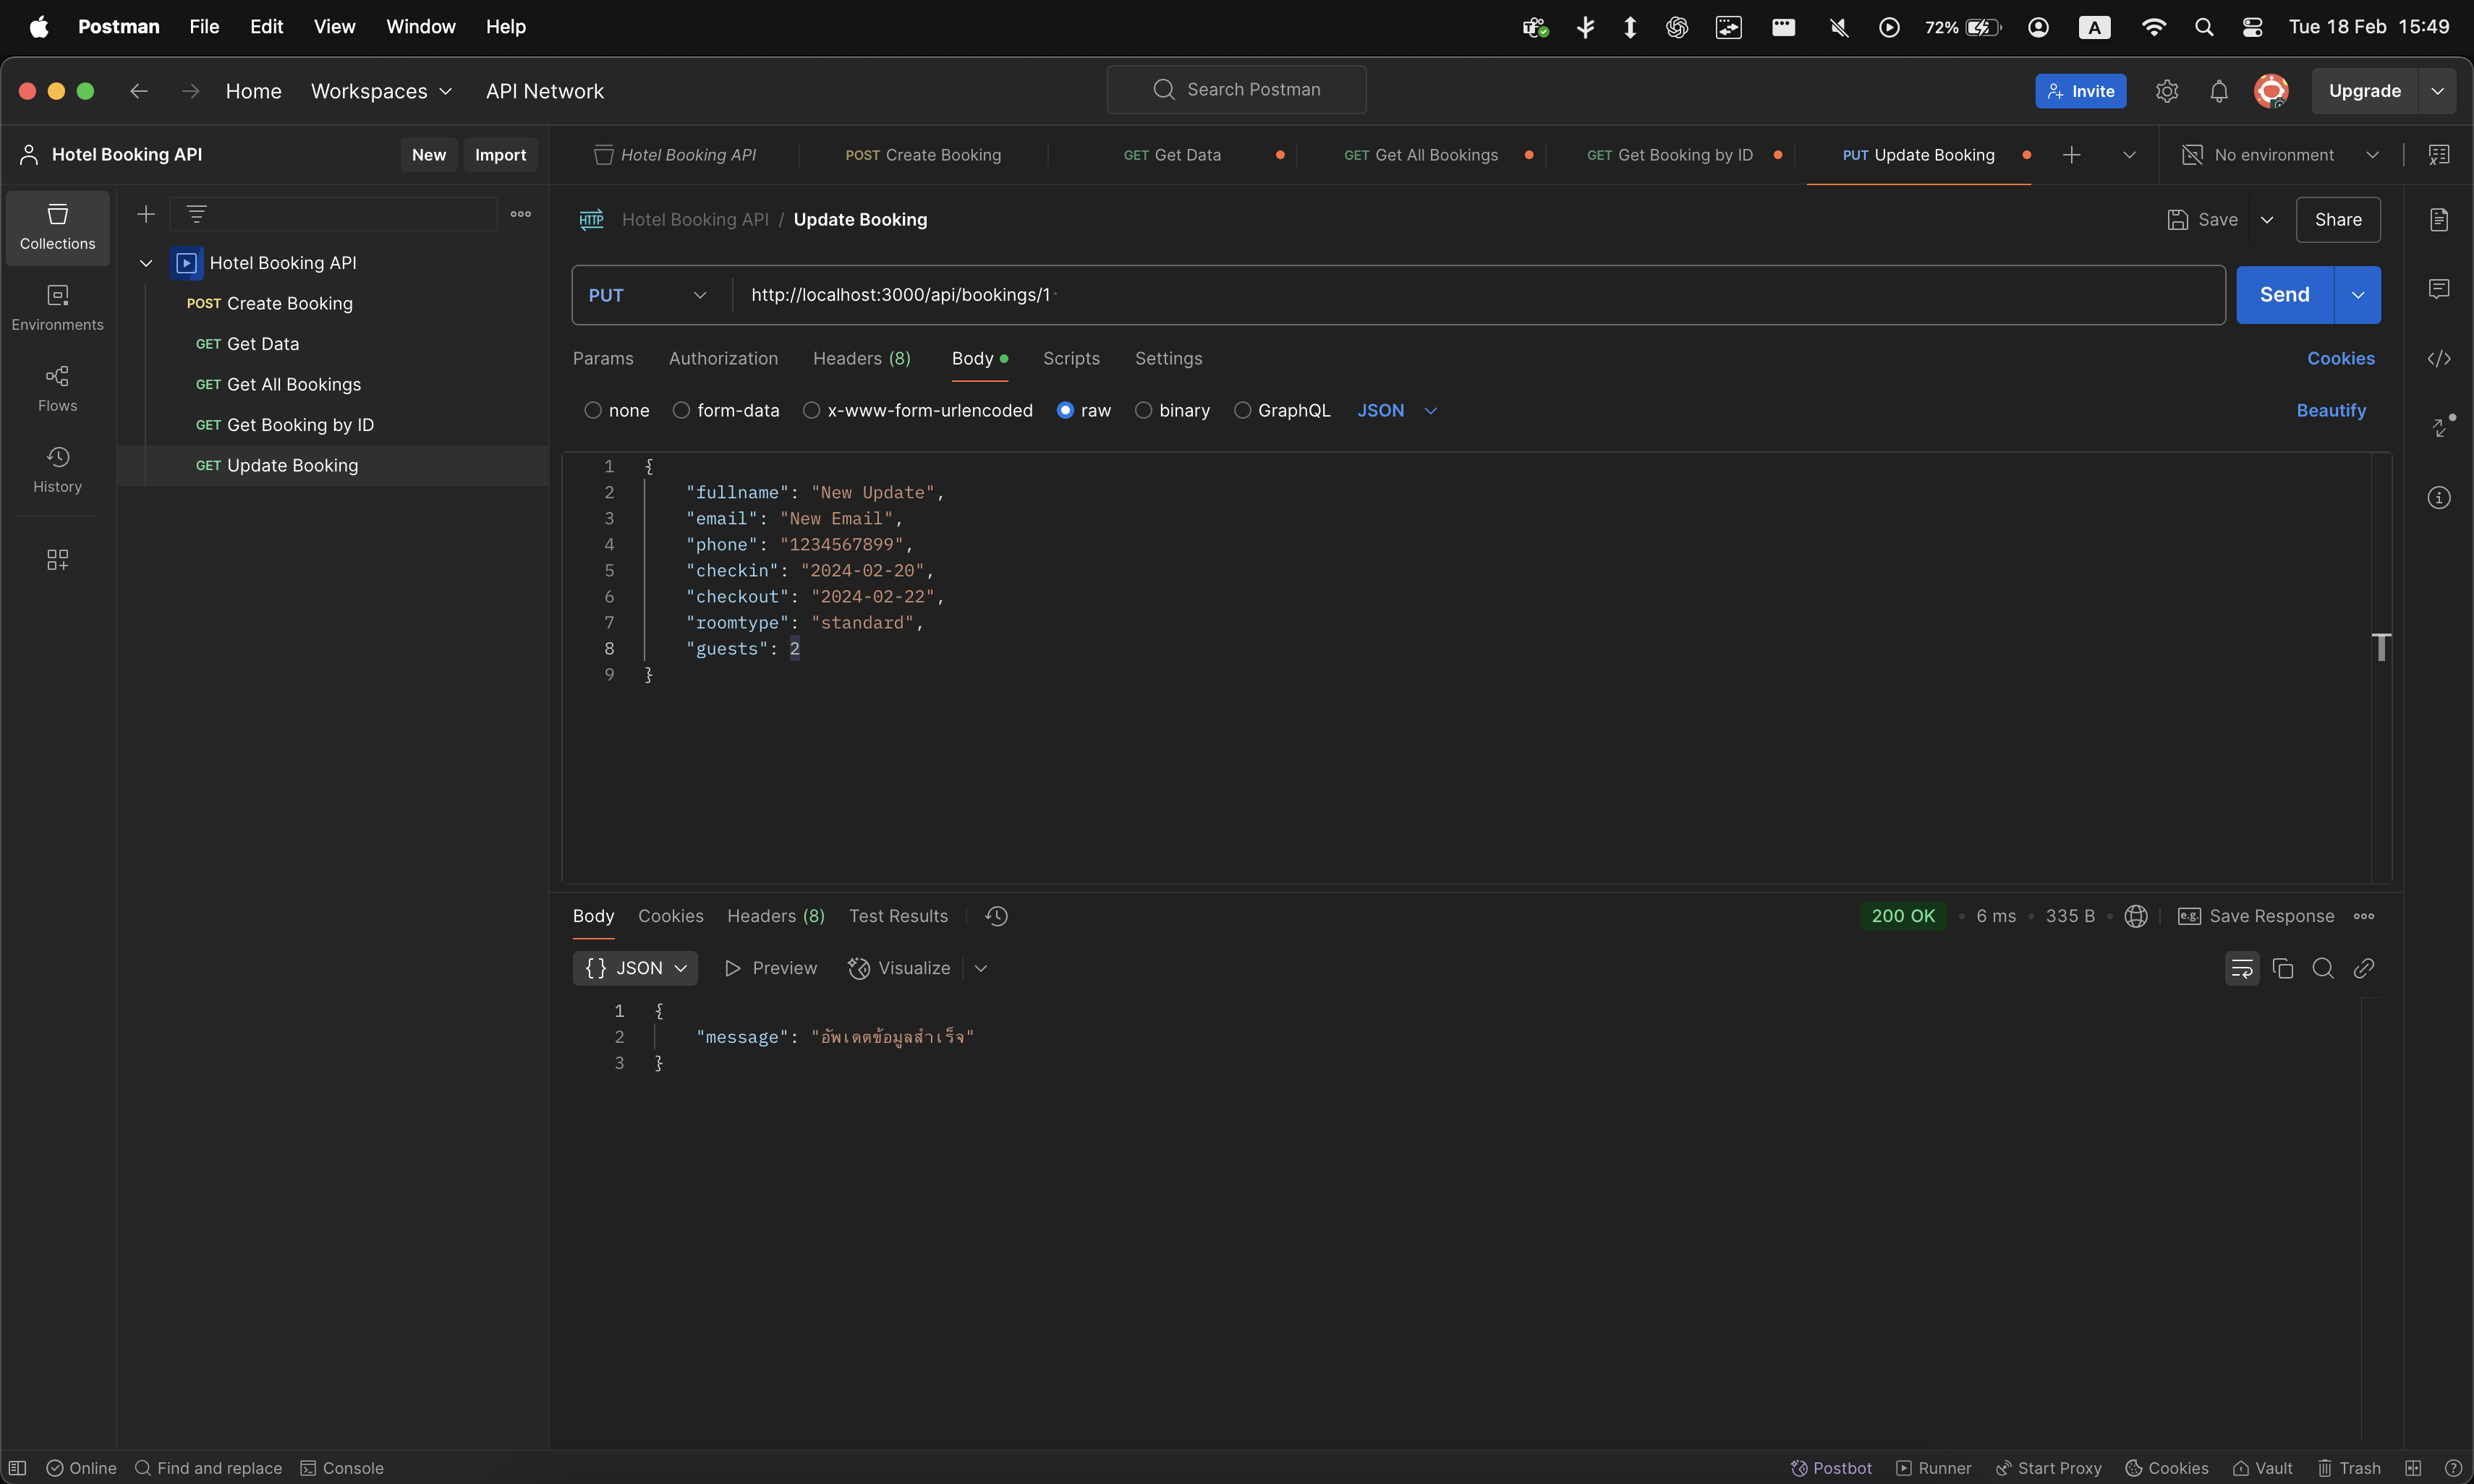 Postman File Edit View Window Help 72% A Tue 18 Feb 15:49
Home Workspaces API Network Search Postman Invite Upgrade
Hotel Booking API New Import
Hotel Booking API POST Create Booking GET Get Data GET Get All Bookings GET Get Booking by ID PUT Update Booking No environment
Collections
Environments
Flows
History
Hotel Booking API
POST Create Booking
GET Get Data
GET Get All Bookings
GET Get Booking by ID
GET Update Booking
HTTP Hotel Booking API / Update Booking Save Share
PUT http://localhost:3000/api/bookings/1 Send
Params Authorization Headers (8) Body Scripts Settings Cookies
none form-data x-www-form-urlencoded raw binary GraphQL JSON Beautify
1 {
2 "fullname": "New Update",
3 "email": "New Email",
4 "phone": "1234567899",
5 "checkin": "2024-02-20",
6 "checkout": "2024-02-22",
7 "roomtype": "standard",
8 "guests": 2
9 }
Body Cookies Headers (8) Test Results 200 OK 6 ms 335 B e.g. Save Response
{} JSON Preview Visualize
1 {
2 "message": "อัพเดตข้อมูลสำเร็จ"
3 }
Online Find and replace Console Postbot Runner Start Proxy Cookies Vault Trash